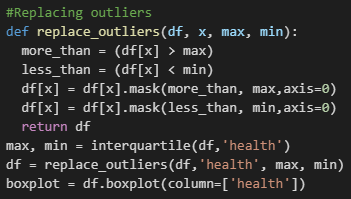 #Replacing outliers
def replace_outliers(df, x, max, min):
  more_than = (df[x] > max)
  less_than = (df[x] < min)
  df[x] = df[x].mask(more_than, max,axis=0)
  df[x] = df[x].mask(less_than, min,axis=0)
  return df
max, min = interquartile(df,'health')
df = replace_outliers(df,'health', max, min)
boxplot = df.boxplot(column=['health'])